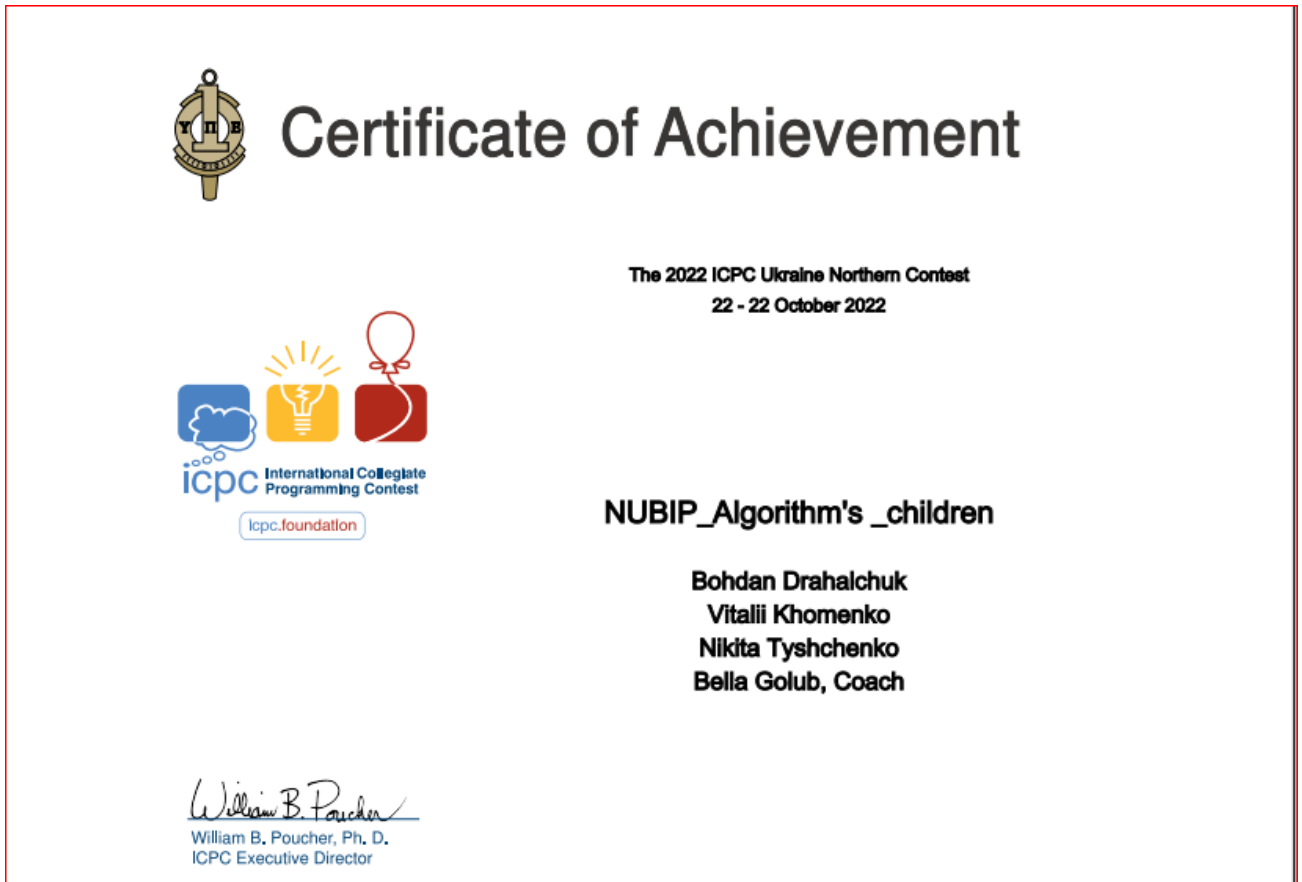 Υ Π Β
Certificate of Achievement
The 2022 ICPC Ukraine Northern Contest
22 - 22 October 2022
icpc International Collegiate
Programming Contest
icpc.foundation
NUBIP_Algorithm's _children
Bohdan Drahalchuk
Vitalii Khomenko
Nikita Tyshchenko
Bella Golub, Coach
William B. Poucher
William B. Poucher, Ph. D.
ICPC Executive Director